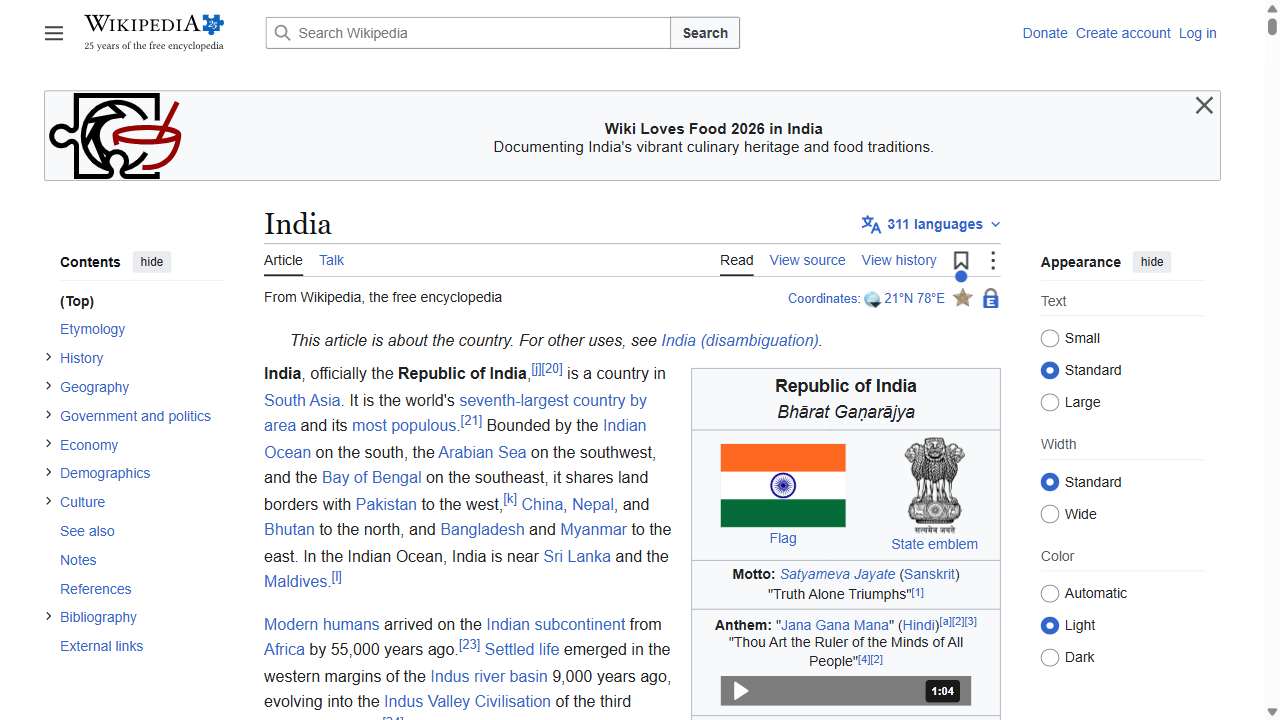 WIKIPEDIA 25
25 years of the free encyclopedia
Search Wikipedia
Search
Donate Create account Log in
Wiki Loves Food 2026 in India
Documenting India's vibrant culinary heritage and food traditions.
India
311 languages
Contents hide
(Top)
Etymology
History
Geography
Government and politics
Economy
Demographics
Culture
See also
Notes
References
Bibliography
External links
Article Talk
Read View source View history
From Wikipedia, the free encyclopedia
Coordinates: 21°N 78°E
E
This article is about the country. For other uses, see India (disambiguation).
India, officially the Republic of India,[j][20] is a country in
South Asia. It is the world's seventh-largest country by
area and its most populous.[21] Bounded by the Indian
Ocean on the south, the Arabian Sea on the southwest,
and the Bay of Bengal on the southeast, it shares land
borders with Pakistan to the west,[k] China, Nepal, and
Bhutan to the north, and Bangladesh and Myanmar to the
east. In the Indian Ocean, India is near Sri Lanka and the
Maldives.[l]
Modern humans arrived on the Indian subcontinent from
Africa by 55,000 years ago.[23] Settled life emerged in the
western margins of the Indus river basin 9,000 years ago,
evolving into the Indus Valley Civilisation of the third
Republic of India
Bhārat Gaṇarājya
सत्यमेव जयते
Flag
State emblem
Motto: Satyameva Jayate (Sanskrit)
"Truth Alone Triumphs"[1]
Anthem: "Jana Gana Mana" (Hindi)[a][2][3]
"Thou Art the Ruler of the Minds of All
People"[4][2]
1:04
Appearance hide
Text
Small
Standard
Large
Width
Standard
Wide
Color
Automatic
Light
Dark